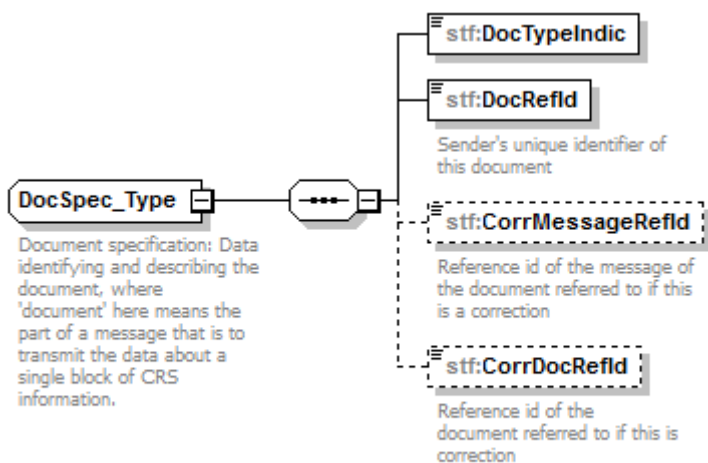 stf:DocTypeIndic
stf:DocRefId
Sender's unique identifier of
this document
DocSpec_Type
Document specification: Data
identifying and describing the
document, where
'document' here means the
part of a message that is to
transmit the data about a
single block of CRS
information.
stf:CorrMessageRefId
Reference id of the message of
the document referred to if this
is a correction
stf:CorrDocRefId
Reference id of the
document referred to if this is
correction